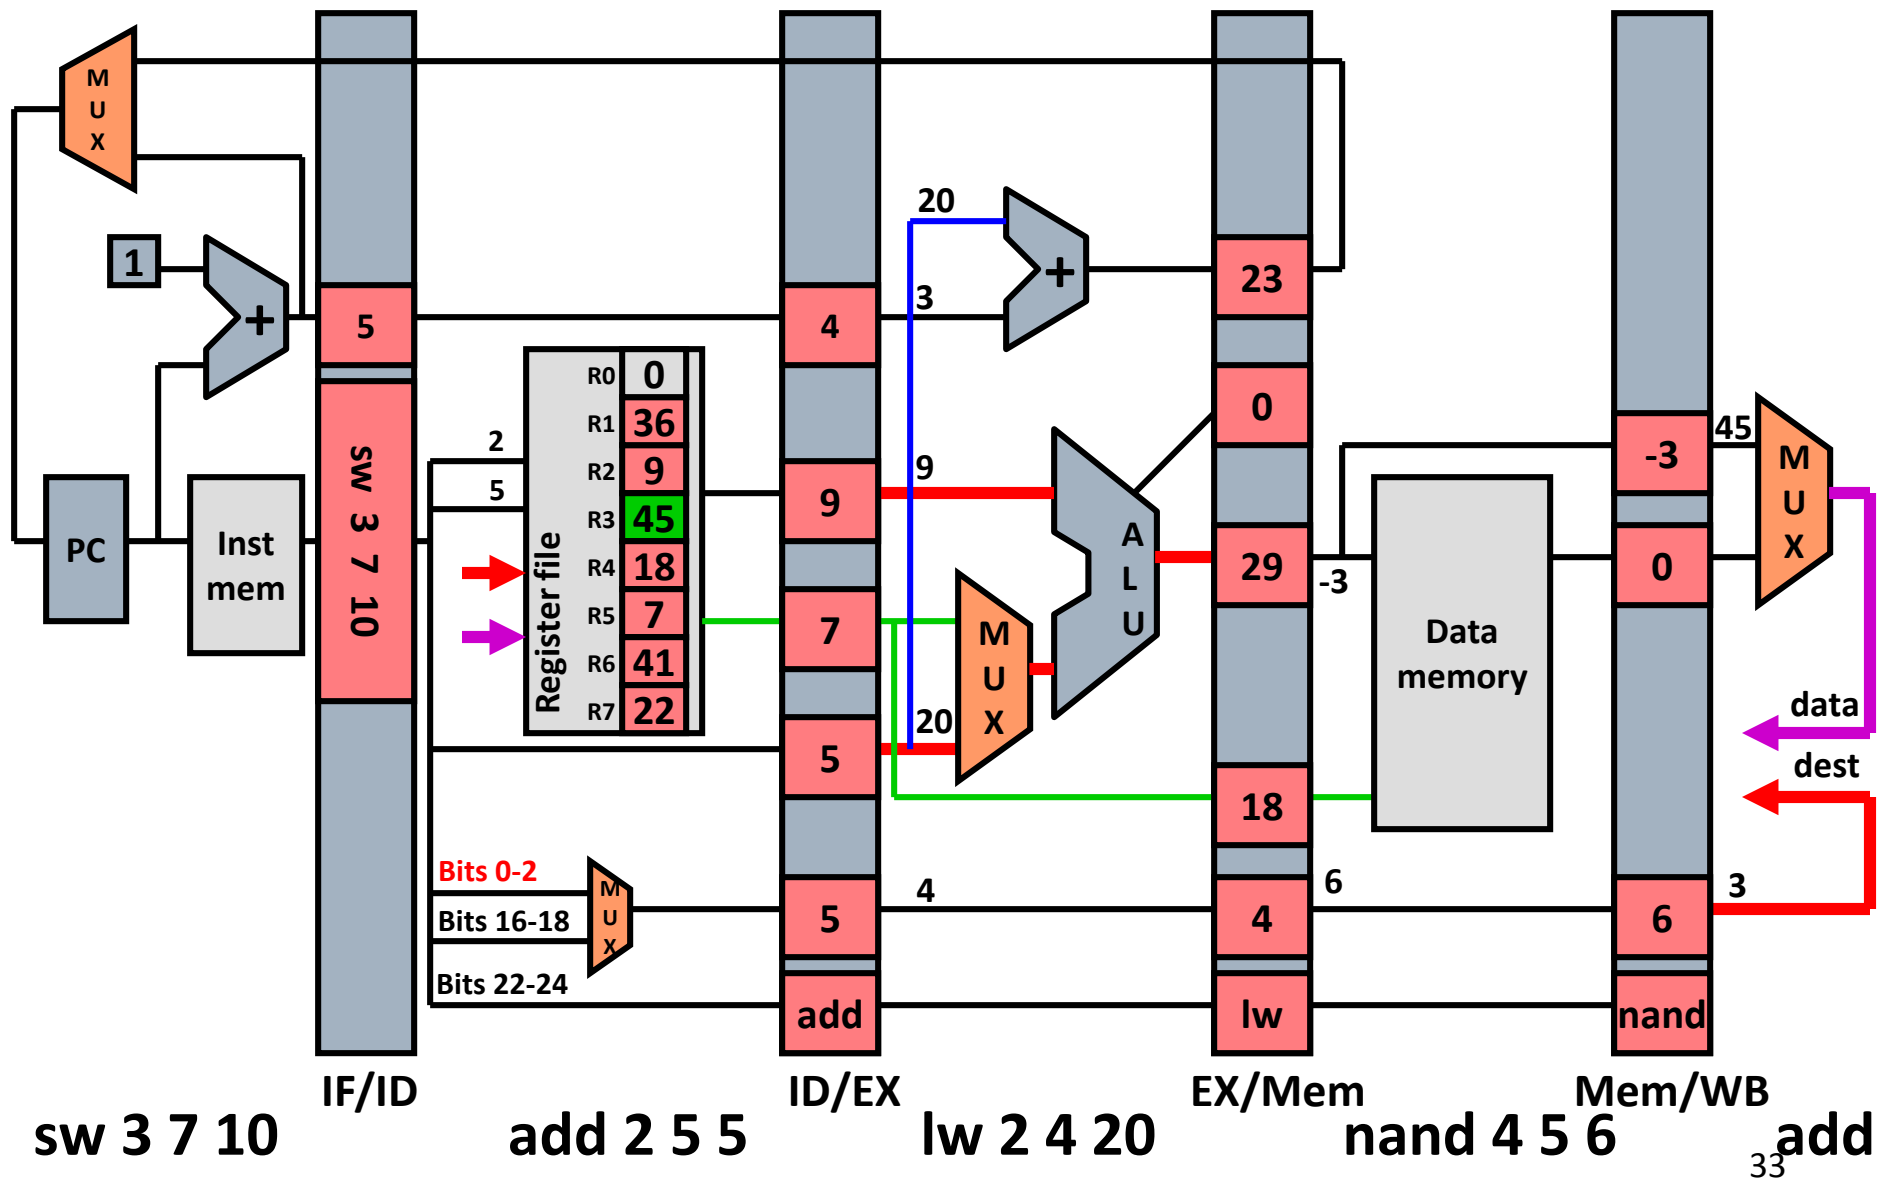 M
U
X
1
+
5
sw 3 7 10
PC
Inst
mem
2
5
Register file
R0 0
R1 36
R2 9
R3 45
R4 18
R5 7
R6 41
R7 22
Bits 0-2
Bits 16-18
Bits 22-24
M
U
X
4
9
7
5
5
add
20
3
+
9
20
M
U
X
A
L
U
4
23
0
29
18
4
lw
-3
Data
memory
6
-3
0
6
nand
45
M
U
X
data
dest
3
IF/ID
ID/EX
EX/Mem
Mem/WB
sw 3 7 10
add 2 5 5
lw 2 4 20
nand 4 5 6
add
33